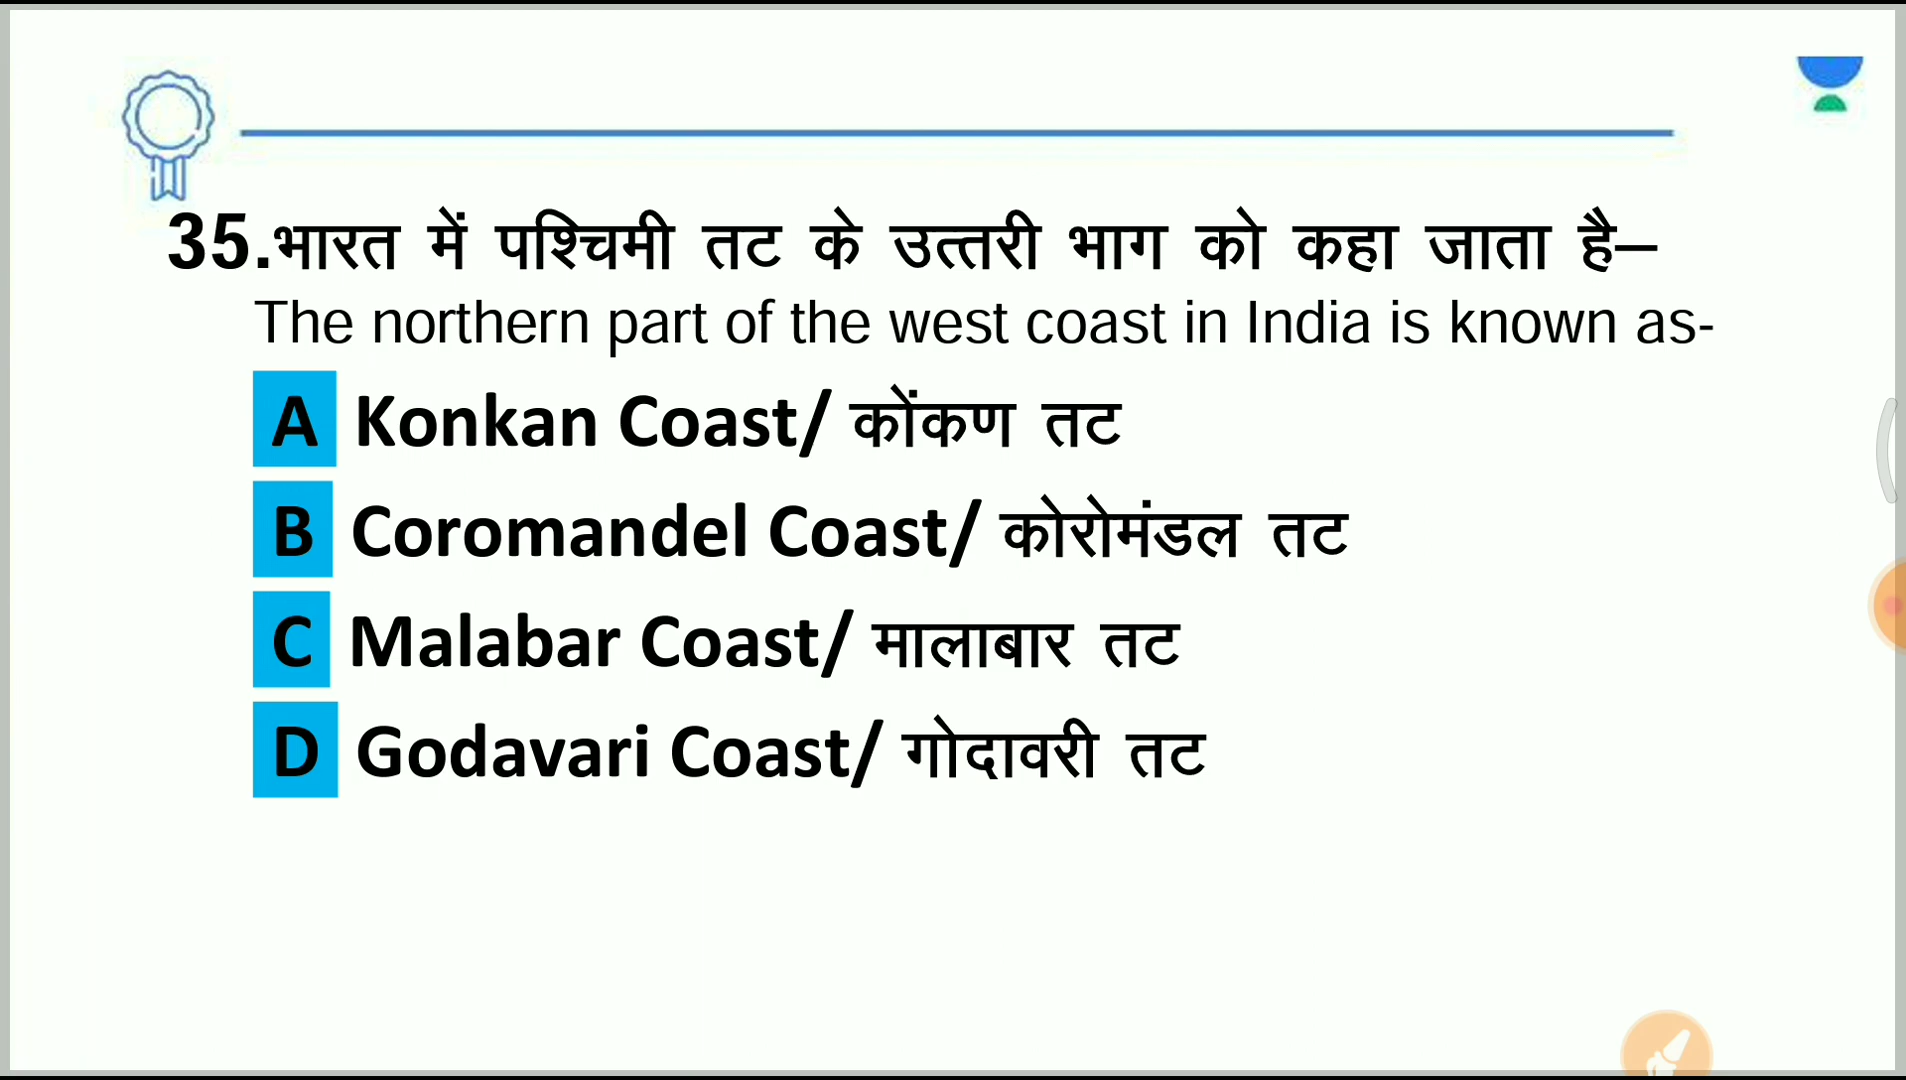 35.भारत में पश्चिमी तट के उत्तरी भाग को कहा जाता है–
The northern part of the west coast in India is known as-
A Konkan Coast/ कोंकण तट
B Coromandel Coast/ कोरोमंडल तट
C Malabar Coast/ मालाबार तट
D Godavari Coast/ गोदावरी तट